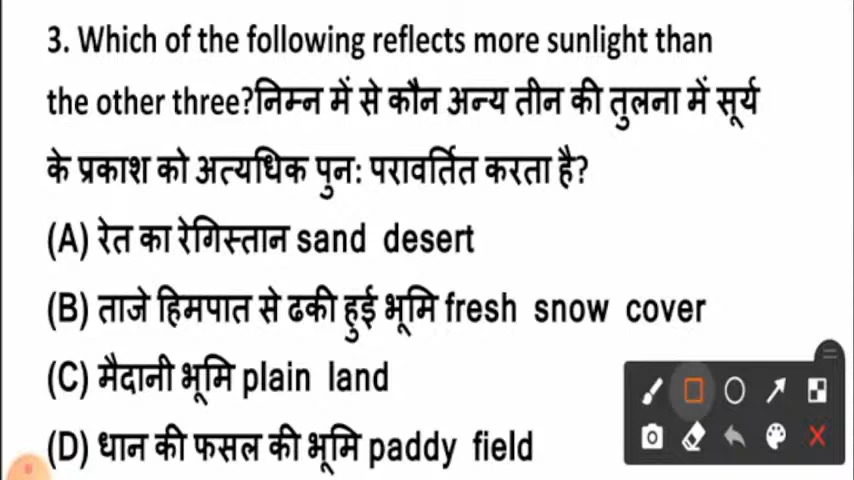 3. Which of the following reflects more sunlight than
the other three?निम्न में से कौन अन्य तीन की तुलना में सूर्य
के प्रकाश को अत्यधिक पुन: परावर्तित करता है?
(A) रेत का रेगिस्तान sand desert
(B) ताजे हिमपात से ढकी हुई भूमि fresh snow cover
(C) मैदानी भूमि plain land
(D) धान की फसल की भूमि paddy field